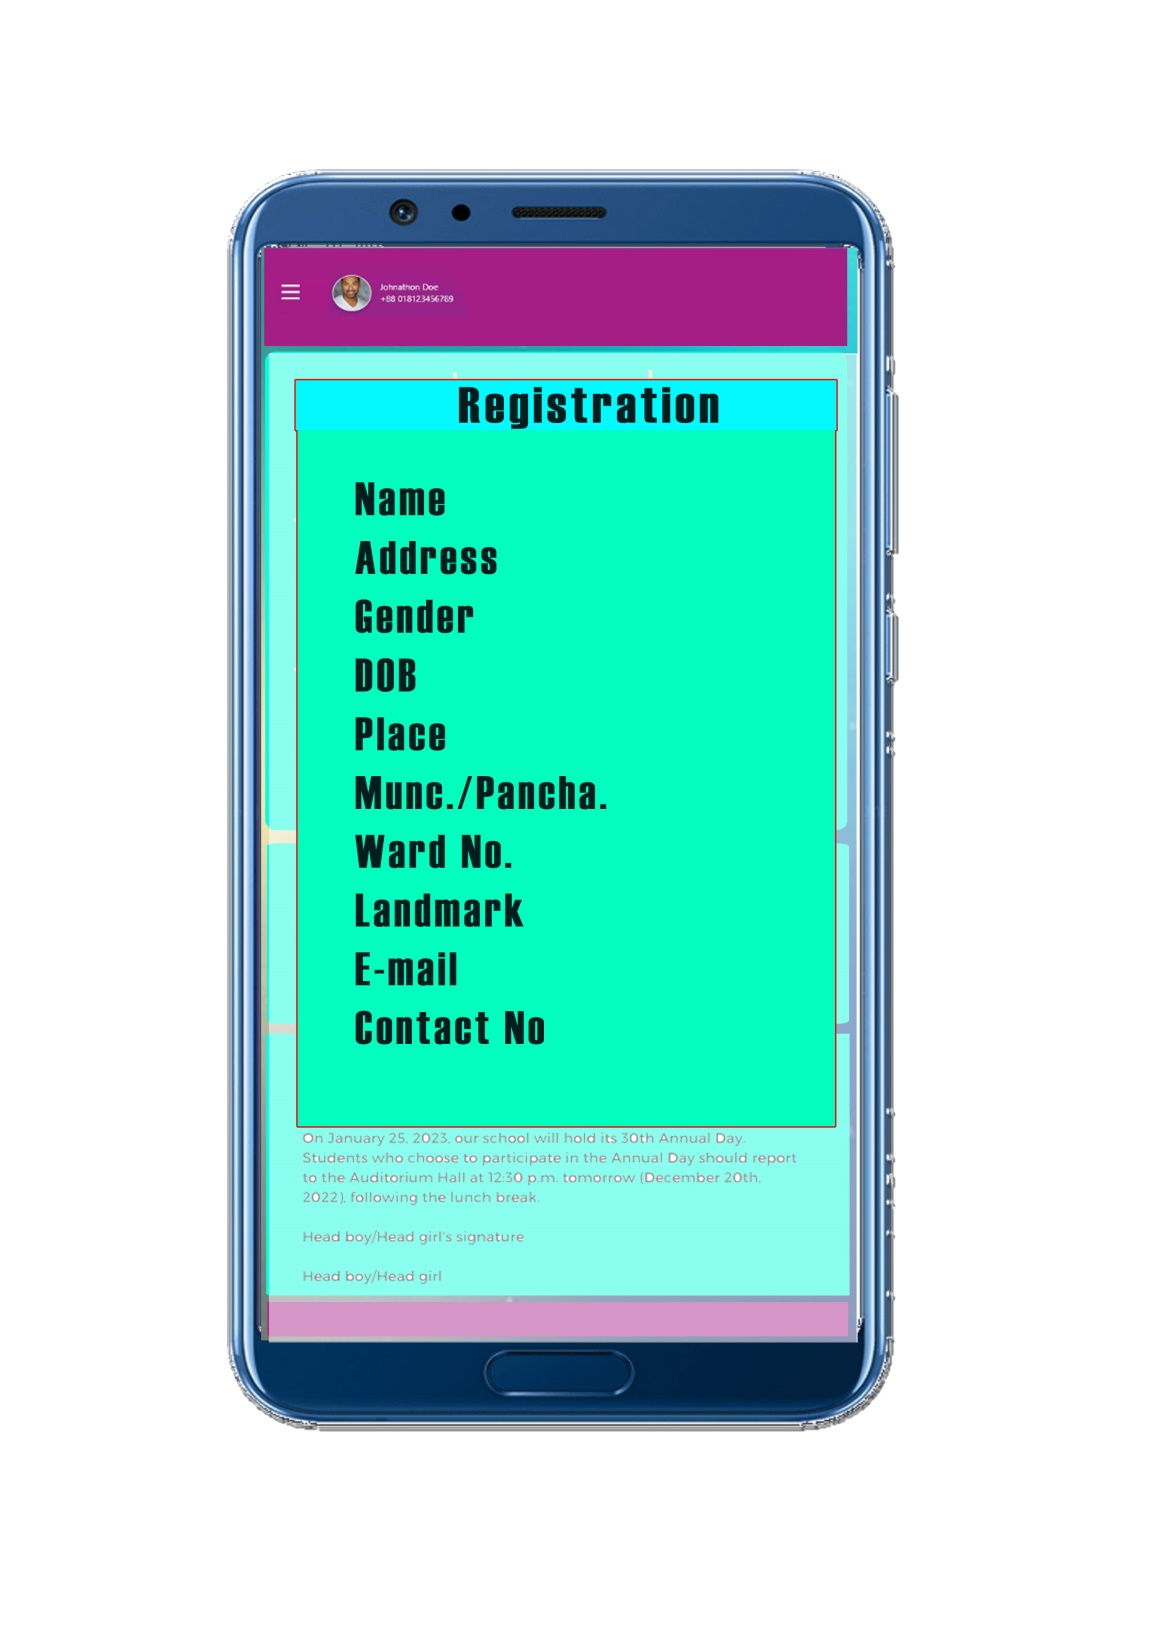 Johnathon Doe
+88 018123456789
Registration
Name
Address
Gender
DOB
Place
Munc./Pancha.
Ward No.
Landmark
E-mail
Contact No
On January 25, 2023, our school will hold its 30th Annual Day.
Students who choose to participate in the Annual Day should report
to the Auditorium Hall at 12:30 p.m. tomorrow (December 20th,
2022), following the lunch break.
Head boy/Head girl's signature
Head boy/Head girl